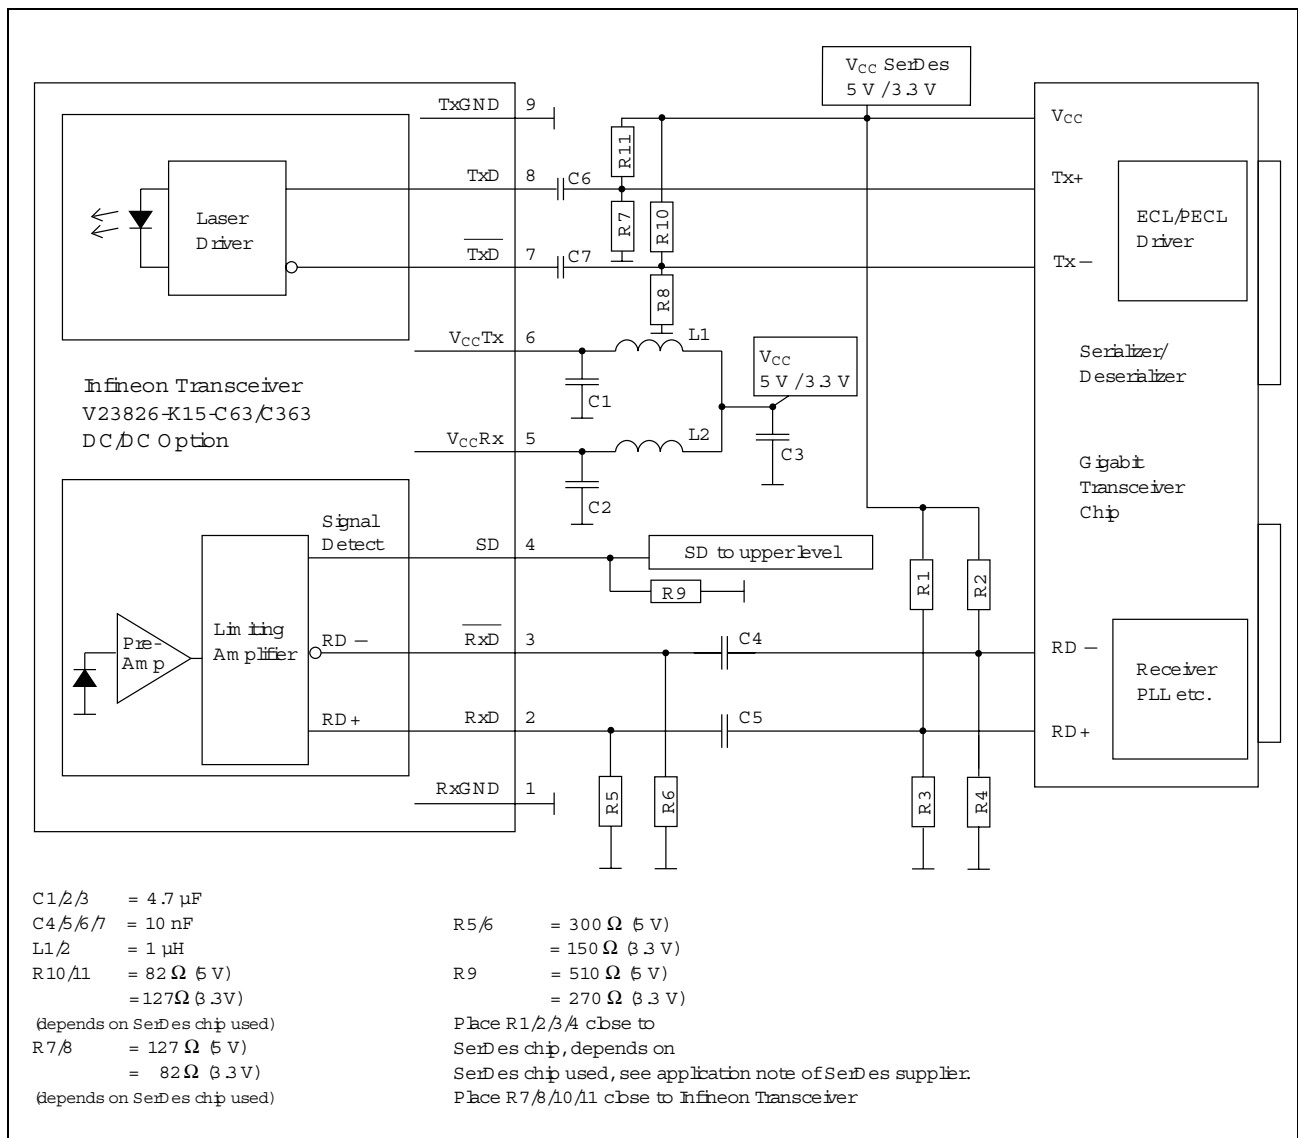 VCC SerDes
5 V /3.3 V
TxGND 9
VCC
R11
TxD 8 C6
Tx+
Laser
Driver
R7
R10
ECL/PECL
Driver
TxD 7 C7
Tx−
R8
VCCTx 6 L1
VCC
5 V /3.3 V
Serializer/
Deserializer
Infineon Transceiver
V23826-K15-C63/C363
DC/DC Option
C1
VCCRx 5 L2
C3
Gigabit
Transceiver
Chip
C2
Signal
Detect
SD 4
SD to upper level
R9
R1
R2
Pre-
Amp
Limiting
Amplifier
RD −
RxD 3
C4
RD −
Receiver
PLL etc.
RD+
RxD 2
C5
RD+
RxGND 1
R5
R6
R3
R4
C1/2/3 = 4.7 µF
C4/5/6/7 = 10 nF
L1/2 = 1 µH
R10/11 = 82 Ω (5 V)
=127Ω (3.3V)
(depends on SerDes chip used)
R7/8 = 127 Ω (5 V)
= 82Ω (3.3V)
(depends on SerDes chip used)
R5/6 = 300 Ω (5 V)
= 150 Ω (3.3 V)
R9 = 510 Ω (5 V)
= 270 Ω (3.3 V)
Place R1/2/3/4 close to
SerDes chip, depends on
SerDes chip used, see application note of SerDes supplier.
Place R7/8/10/11 close to Infineon Transceiver